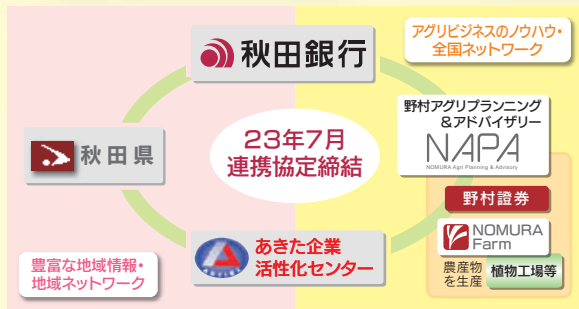 秋田銀行
アグリビジネスのノウハウ・
全国ネットワーク
秋田県
23年7月
連携協定締結
野村アグリプランニング
&アドバイザリー
NAPA
NOMURA Agri Planning & Advisory
野村證券
NOMURA
Farm
農産物
を生産
植物工場等
あきた企業
活性化センター
豊富な地域情報・
地域ネットワーク